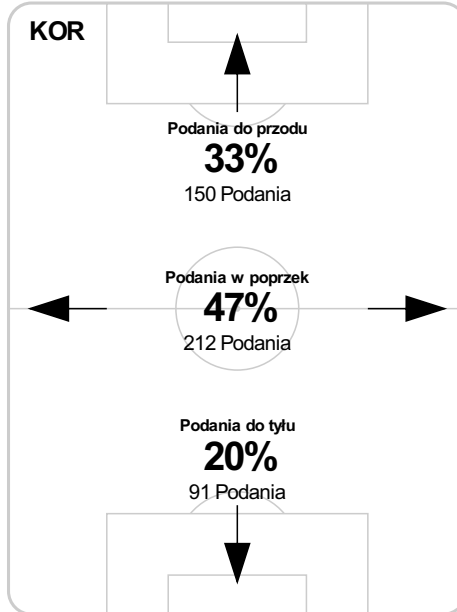 KOR
Podania do przodu
33%
150 Podania
Podania w poprzek
47%
212 Podania
Podania do tyłu
20%
91 Podania